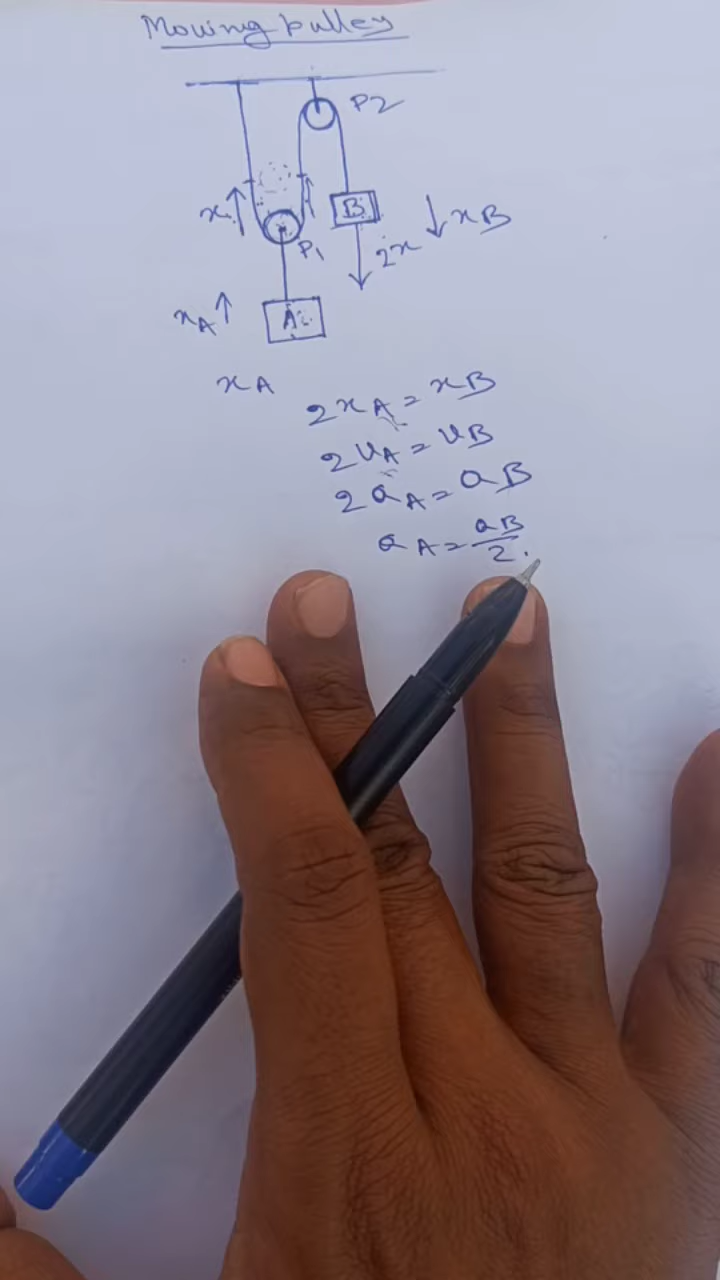 Moving pulley
P2
x
P1
B
2x
xB
xA
A
xA
2xA = xB
2vA = vB
2aA = aB
aA = aB/2.